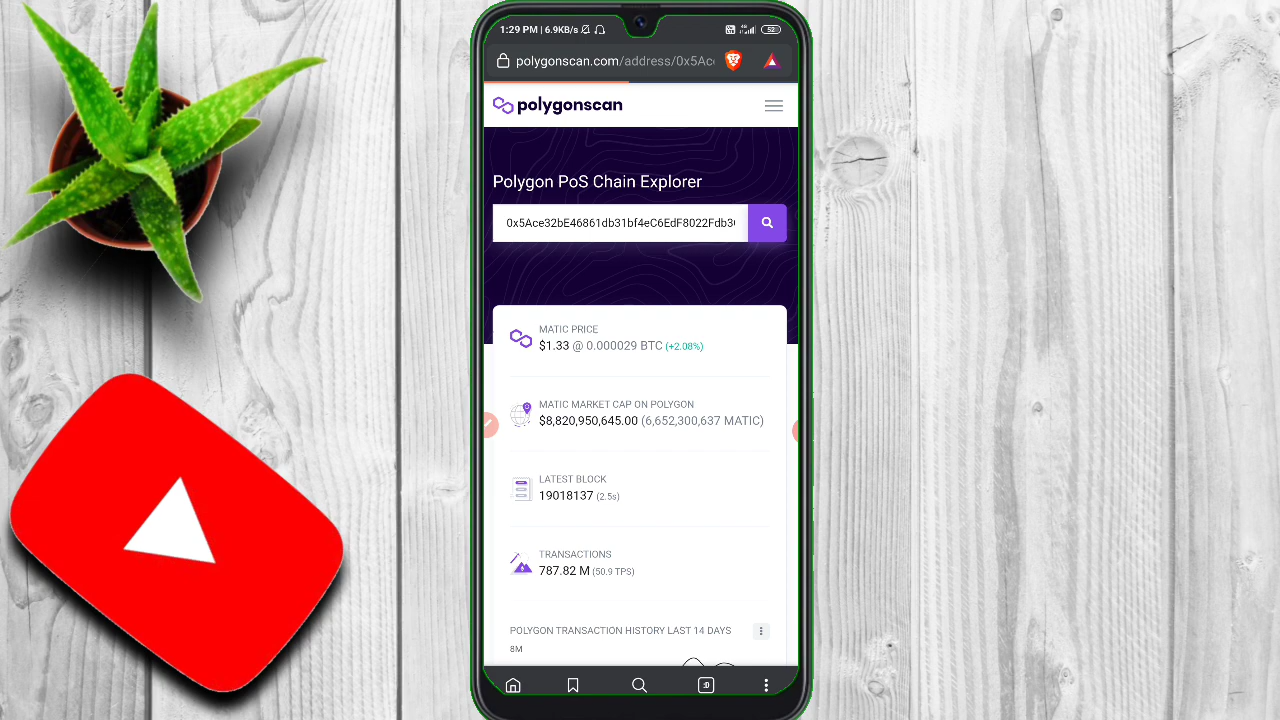 1:29 PM | 6.9KB/s
52
polygonscan.com/address/0x5Ac
polygonscan
Polygon PoS Chain Explorer
0x5Ace32bE46861db31bf4eC6EdF8022Fdb3
MATIC PRICE
$1.33 @ 0.000029 BTC (+2.08%)
MATIC MARKET CAP ON POLYGON
$8,820,950,645.00 (6,652,300,637 MATIC)
LATEST BLOCK
19018137 (2.5s)
TRANSACTIONS
787.82 M (50.9 TPS)
POLYGON TRANSACTION HISTORY LAST 14 DAYS
8M
:D